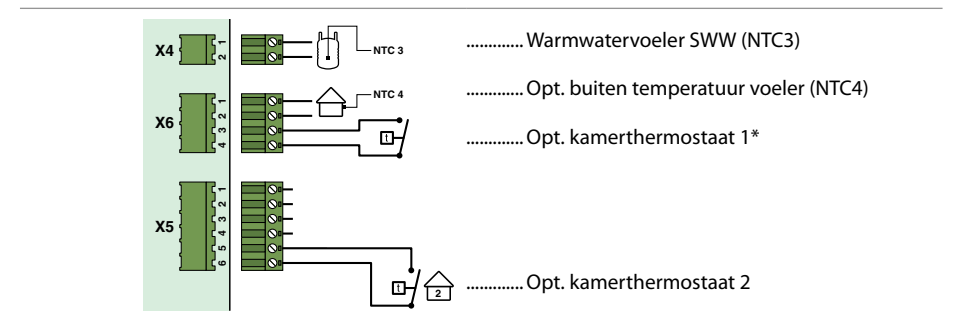 X4 1 2 NTC 3 ............. Warmwatervoeler SWW (NTC3)
X6 1 2 3 4 NTC 4 ............. Opt. buiten temperatuur voeler (NTC4)
t ............. Opt. kamerthermostaat 1*
X5 1 2 3 4 5 6
t 2 ............. Opt. kamerthermostaat 2